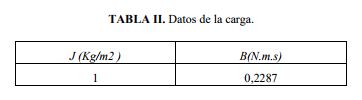 TABLA II. Datos de la carga.
J (Kg/m2 ) B(N.m.s)
1 0,2287